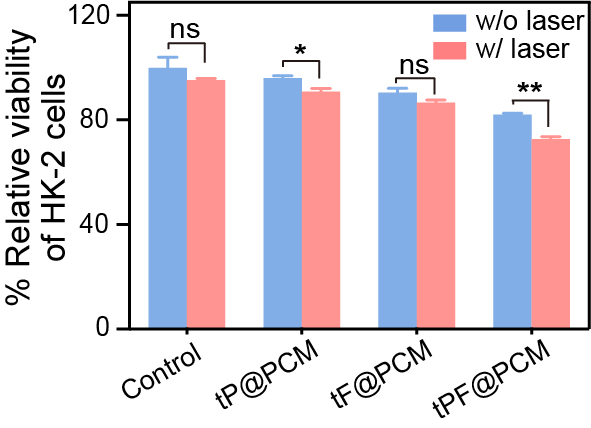 % Relative viability
of HK-2 cells
120
80
40
0
w/o laser
w/ laser
ns
*
ns
**
Control
tP@PCM
tF@PCM
tPF@PCM